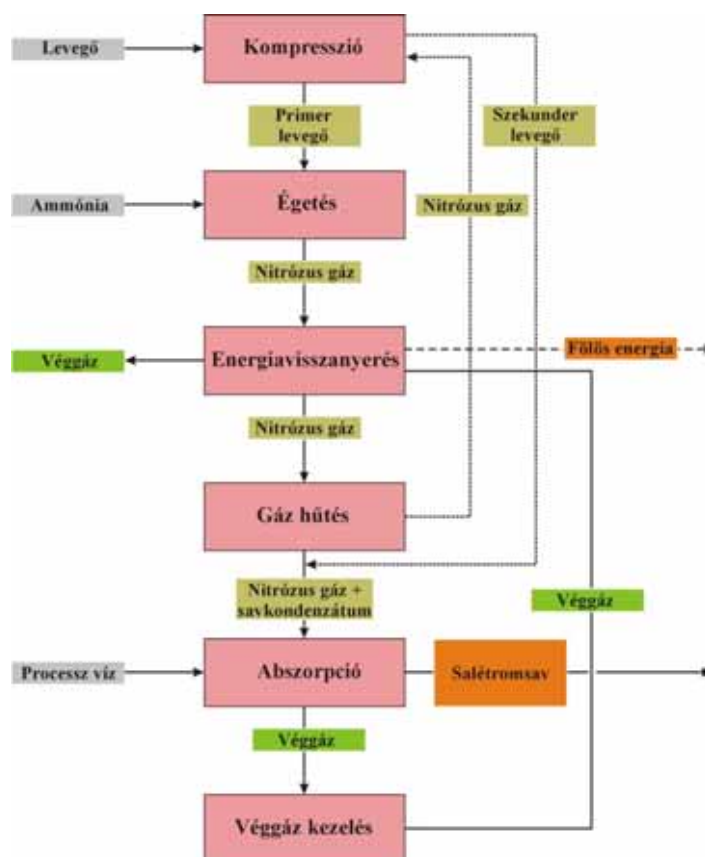 Kompresszió
Levegő
Primer
levegő
Szekunder
levegő
Égetés
Ammónia
Nitrózus gáz
Nitrózus gáz
Energiavisszanyerés
Véggáz
Fölös energia
Nitrózus gáz
Gáz hűtés
Nitrózus gáz +
savkondenzátum
Véggáz
Abszorpció
Processz víz
Salétromsav
Véggáz
Véggáz kezelés